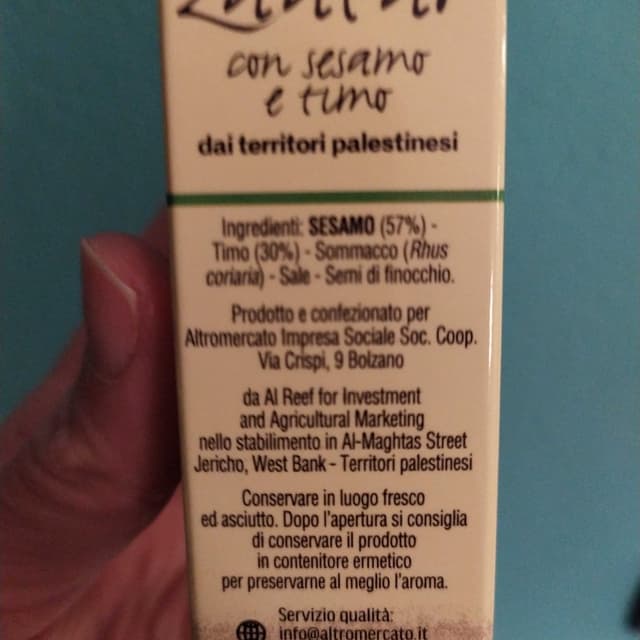 con sesamo
e timo
dai territori palestinesi
Ingredienti: SESAMO (57%) -
Timo (30%) - Sommacco (Rhus
coriaria) - Sale - Semi di finocchio.
Prodotto e confezionato per
Altromercato Impresa Sociale Soc. Coop.
Via Crispi, 9 Bolzano
da Al Reef for Investment
and Agricultural Marketing
nello stabilimento in Al-Maghtas Street
Jericho, West Bank - Territori palestinesi
Conservare in luogo fresco
ed asciutto. Dopo l'apertura si consiglia
di conservare il prodotto
in contenitore ermetico
per preservarne al meglio l'aroma.
Servizio qualità:
info@altromercato.it